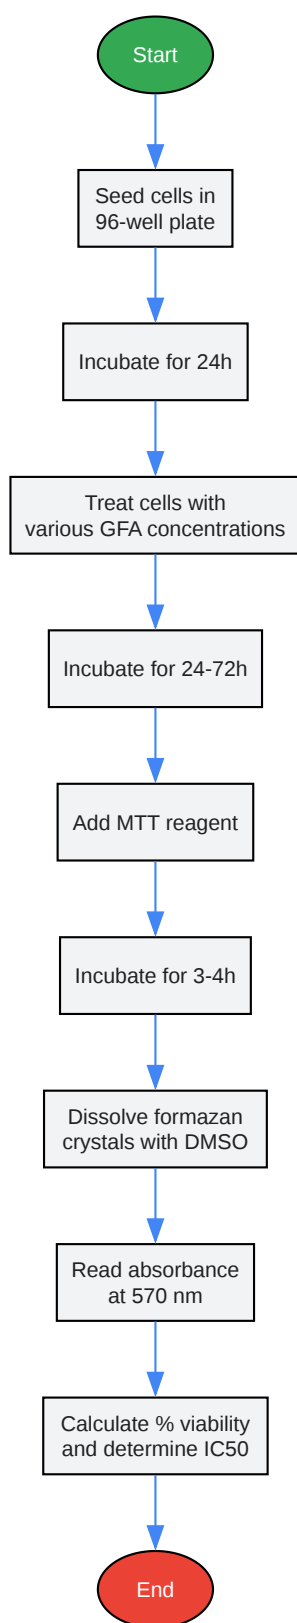 Start
Seed cells in
96-well plate
Incubate for 24h
Treat cells with
various GFA concentrations
Incubate for 24-72h
Add MTT reagent
Incubate for 3-4h
Dissolve formazan
crystals with DMSO
Read absorbance
at 570 nm
Calculate % viability
and determine IC50
End